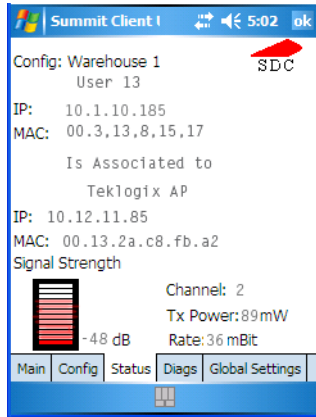 Summit Client U 5:02 ok
Config: Warehouse 1
SDC
User 13
IP: 10.1.10.185
MAC: 00.3,13,8,15,17
Is Associated to
Teklogix AP
IP: 10.12.11.85
MAC: 00.13.2a.c8.fb.a2
Signal Strength
Channel: 2
Tx Power:89mW
-48 dB Rate:36 mBit
Main Config Status Diags Global Settings